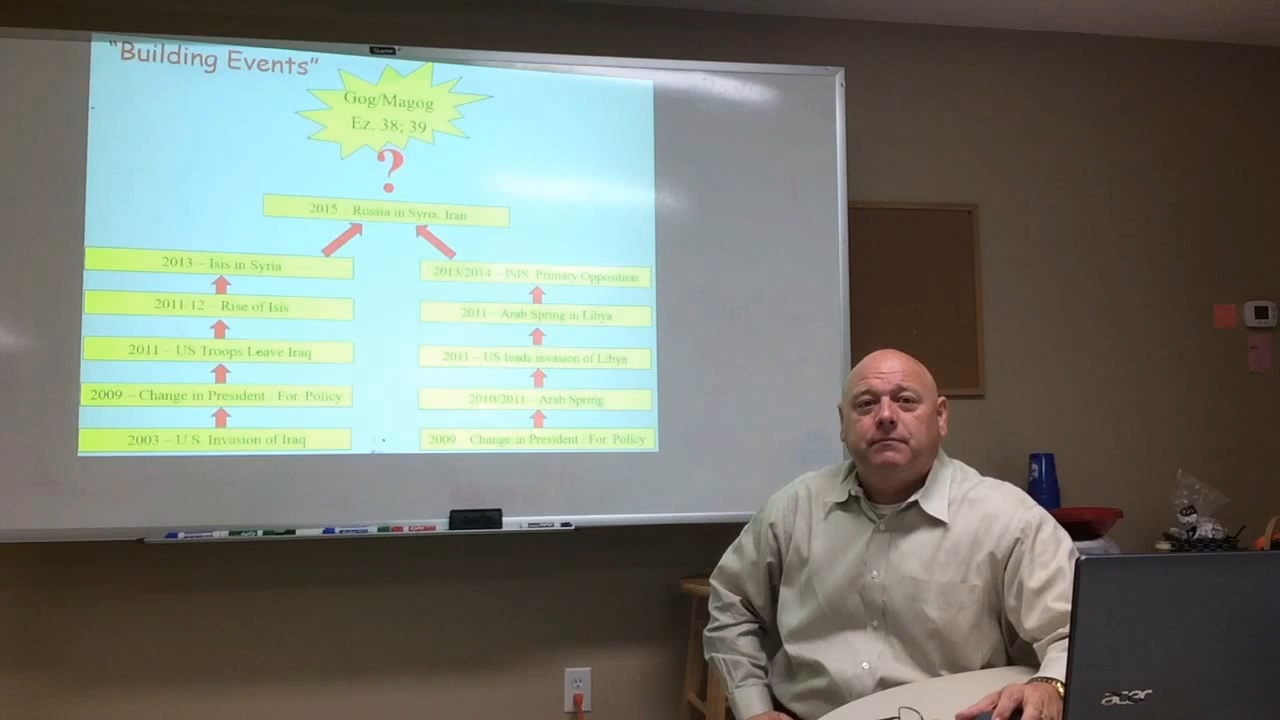 "Building Events"
Gog/Magog
Ez. 38; 39
?
2015 – Russia in Syria, Iran
2013 – Isis in Syria
2011/12 – Rise of Isis
2011 – US Troops Leave Iraq
2009 – Change in President / For. Policy
2003 – U.S. Invasion of Iraq
2013/2014 – ISIS Primary Opposition
2011 – Arab Spring in Libya
2011 – US leads invasion of Libya
2010/2011 – Arab Spring
2009 – Change in President / For. Policy
acer